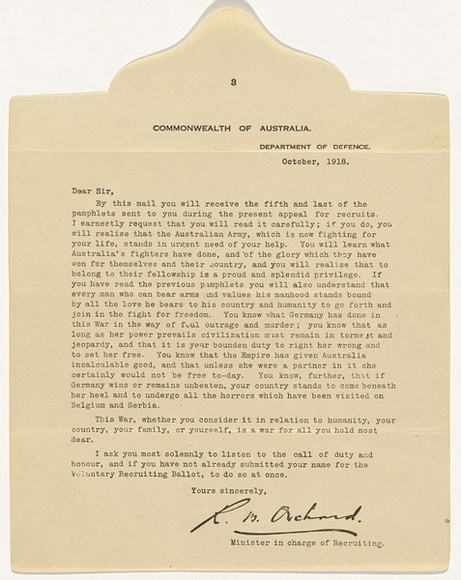 3
COMMONWEALTH OF AUSTRALIA.
DEPARTMENT OF DEFENCE.
October, 1918.
Dear Sir,
By this mail you will receive the fifth and last of the
pamphlets sent to you during the present appeal for recruits.
I earnestly request that you will read it carefully; if you do, you
will realise that the Australian Army, which is now fighting for
your life, stands in urgent need of your help. You will learn what
Australia's fighters have done, and of the glory which they have
won for themselves and their country, and you will realise that to
belong to their fellowship is a proud and splendid privilege. If
you have read the previous pamphlets you will also understand that
every man who can bear arms and values his manhood stands bound
by all the love he bears to his country and humanity to go forth and
join in the fight for freedom. You know what Germany has done in
this War in the way of foul outrage and murder; you know that as
long as her power prevails civilization must remain in torment and
jeopardy, and that it is your bounden duty to right her wrong and
to set her free. You know that the Empire has given Australia
incalculable good, and that unless she were a partner in it she
certainly would not be free to-day. You know, further, that if
Germany wins or remains unbeaten, your country stands to come beneath
her heel and to undergo all the horrors which have been visited on
Belgium and Serbia.
This War, whether you consider it in relation to humanity, your
country, your family, or yourself, is a war for all you hold most
dear.
I ask you most solemnly to listen to the call of duty and
honour, and if you have not already submitted your name for the
Voluntary Recruiting Ballot, to do so at once.
Yours sincerely,
R. B. Orchard.
Minister in charge of Recruiting.